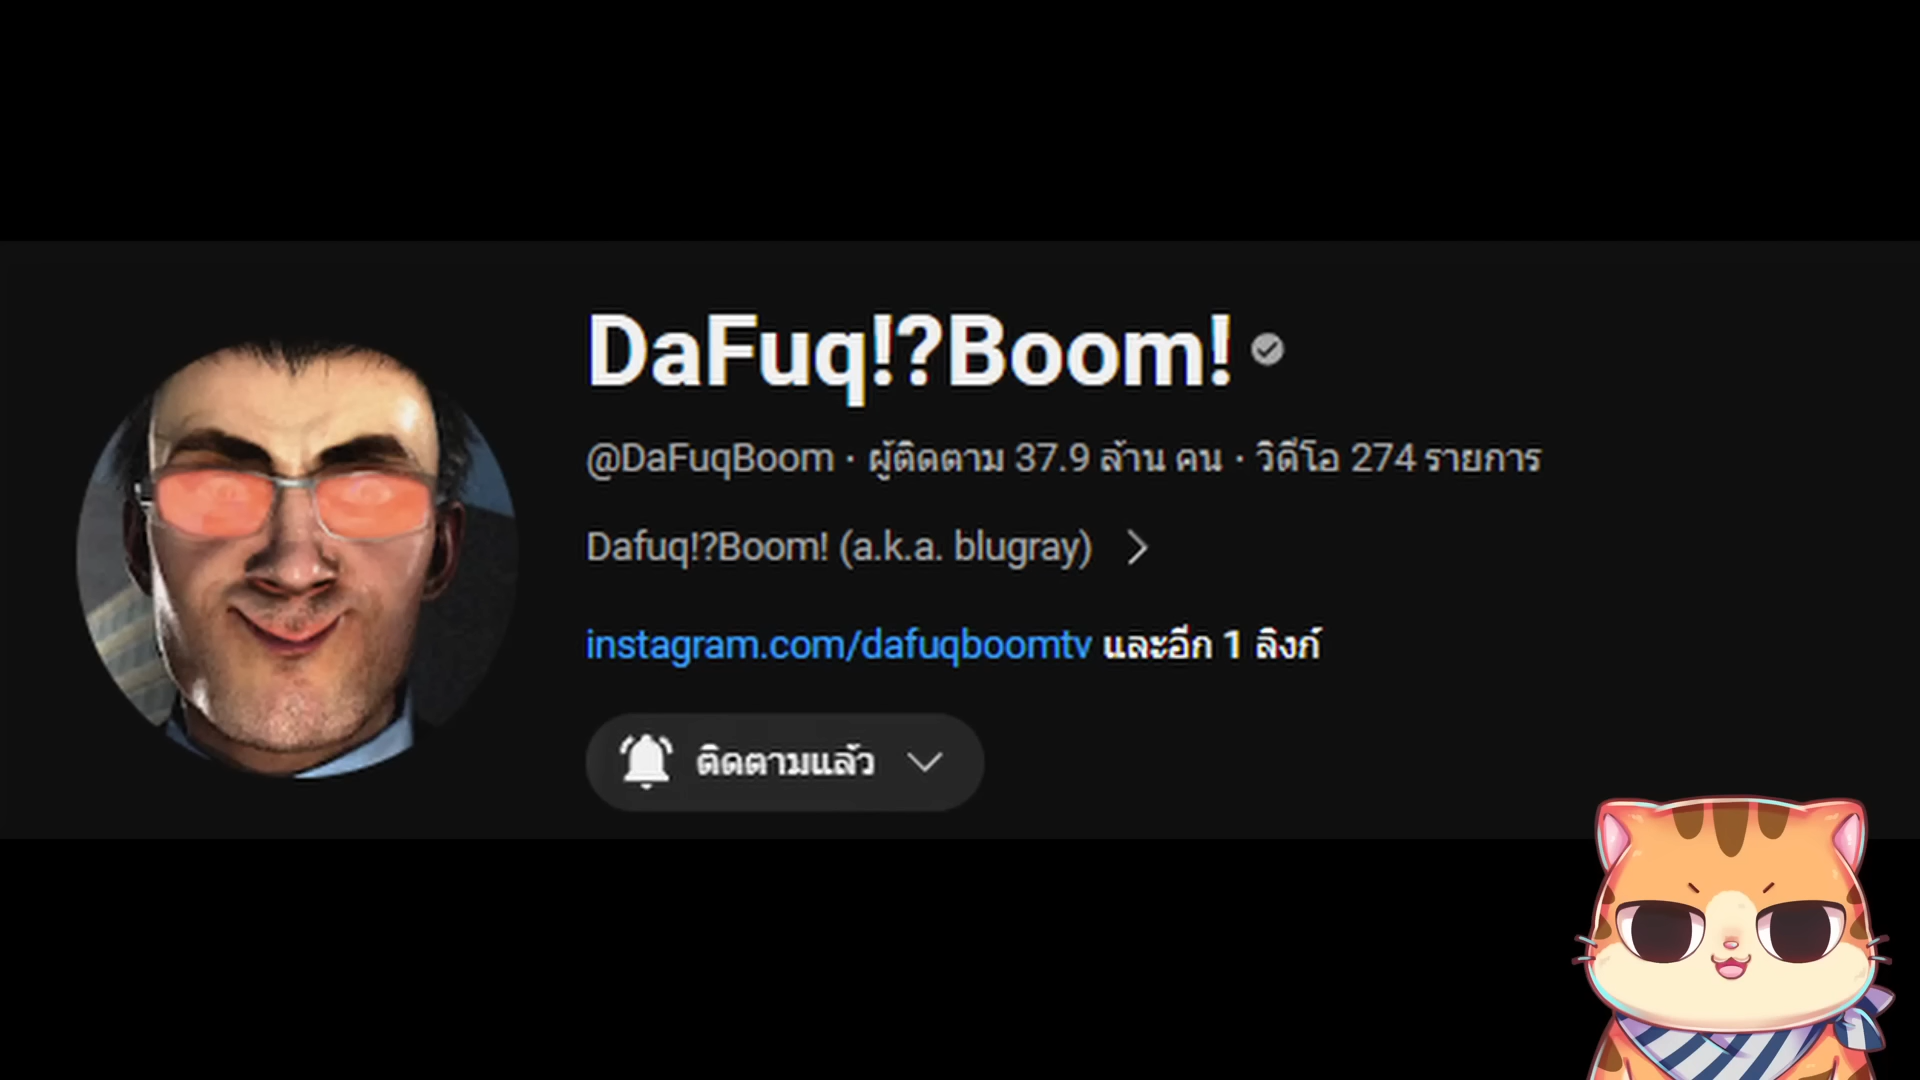 DaFuq!?Boom!
@DaFuqBoom · ผู้ติดตาม 37.9 ล้าน คน · วิดีโอ 274 รายการ
Dafuq!?Boom! (a.k.a. blugray)
instagram.com/dafuqboomtv และอีก 1 ลิงก์
ติดตามแล้ว